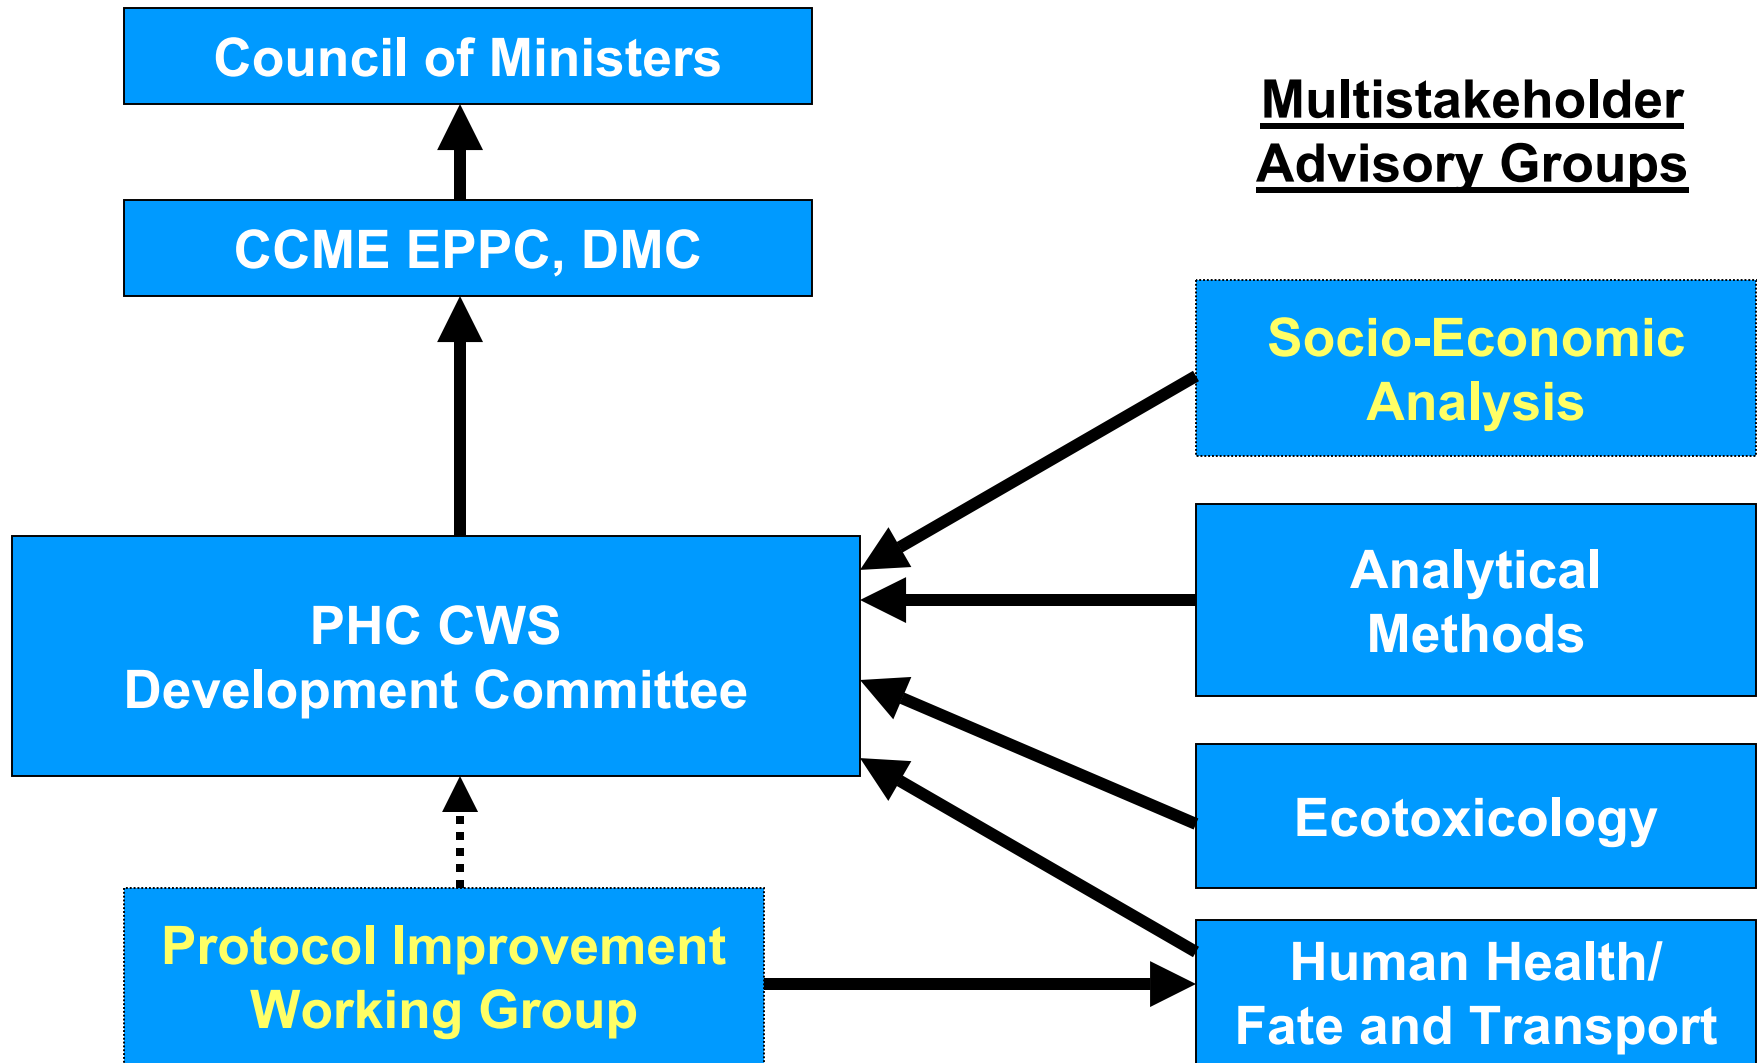 Council of Ministers
CCME EPPC, DMC
PHC CWS
Development Committee
Protocol Improvement
Working Group
Multistakeholder
Advisory Groups
Socio-Economic
Analysis
Analytical
Methods
Ecotoxicology
Human Health/
Fate and Transport